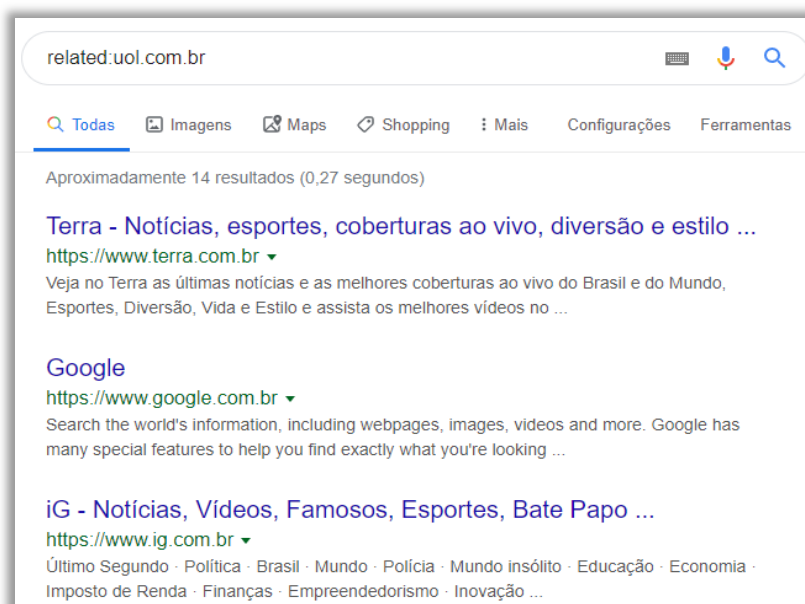 related:uol.com.br
Todas Imagens Maps Shopping Mais Configurações Ferramentas
Aproximadamente 14 resultados (0,27 segundos)
Terra - Notícias, esportes, coberturas ao vivo, diversão e estilo ...
https://www.terra.com.br
Veja no Terra as últimas notícias e as melhores coberturas ao vivo do Brasil e do Mundo,
Esportes, Diversão, Vida e Estilo e assista os melhores vídeos no ...
Google
https://www.google.com.br
Search the world's information, including webpages, images, videos and more. Google has
many special features to help you find exactly what you're looking ...
iG - Notícias, Vídeos, Famosos, Esportes, Bate Papo ...
https://www.ig.com.br
Último Segundo · Política · Brasil · Mundo · Polícia · Mundo insólito · Educação · Economia ·
Imposto de Renda · Finanças · Empreendedorismo · Inovação ...